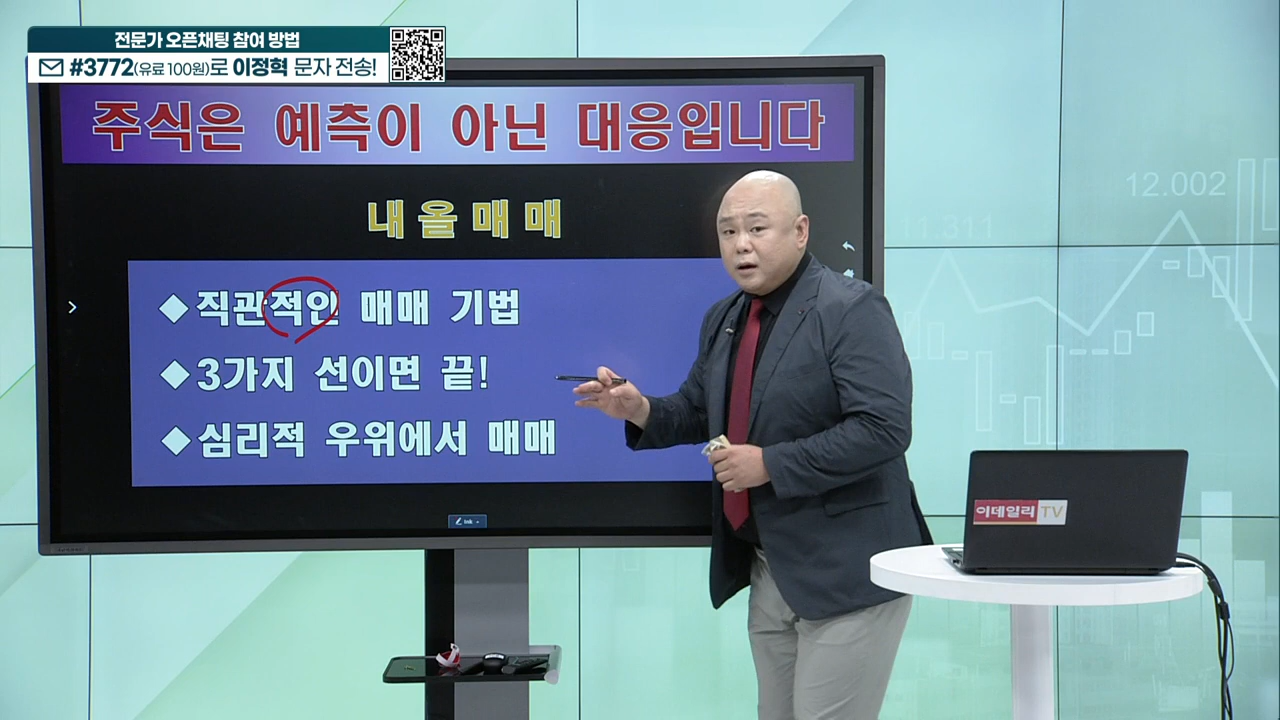 전문가 오픈채팅 참여 방법
#3772(유료 100원)로 이정혁 문자 전송!
주식은 예측이 아닌 대응입니다
내올매매
◆직관적인 매매 기법
◆3가지 선이면 끝!
◆심리적 우위에서 매매
12.002
11.311
이데일리TV
Ink